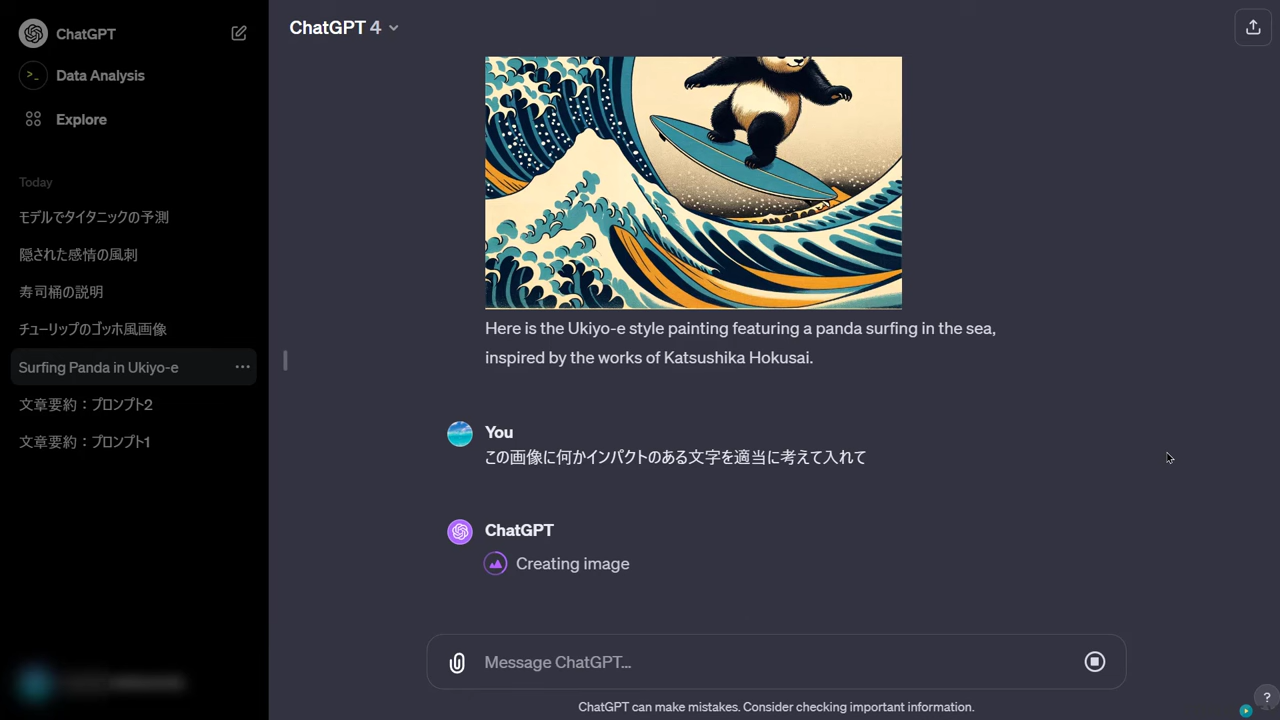 ChatGPT
Data Analysis
Explore
Today
モデルでタイタニックの予測
隠された感情の風刺
寿司桶の説明
チューリップのゴッホ風画像
Surfing Panda in Ukiyo-e
文章要約：プロンプト2
文章要約：プロンプト1
ChatGPT 4
Here is the Ukiyo-e style painting featuring a panda surfing in the sea,
inspired by the works of Katsushika Hokusai.
You
この画像に何かインパクトのある文字を適当に考えて入れて
ChatGPT
Creating image
Message ChatGPT...
ChatGPT can make mistakes. Consider checking important information.
?